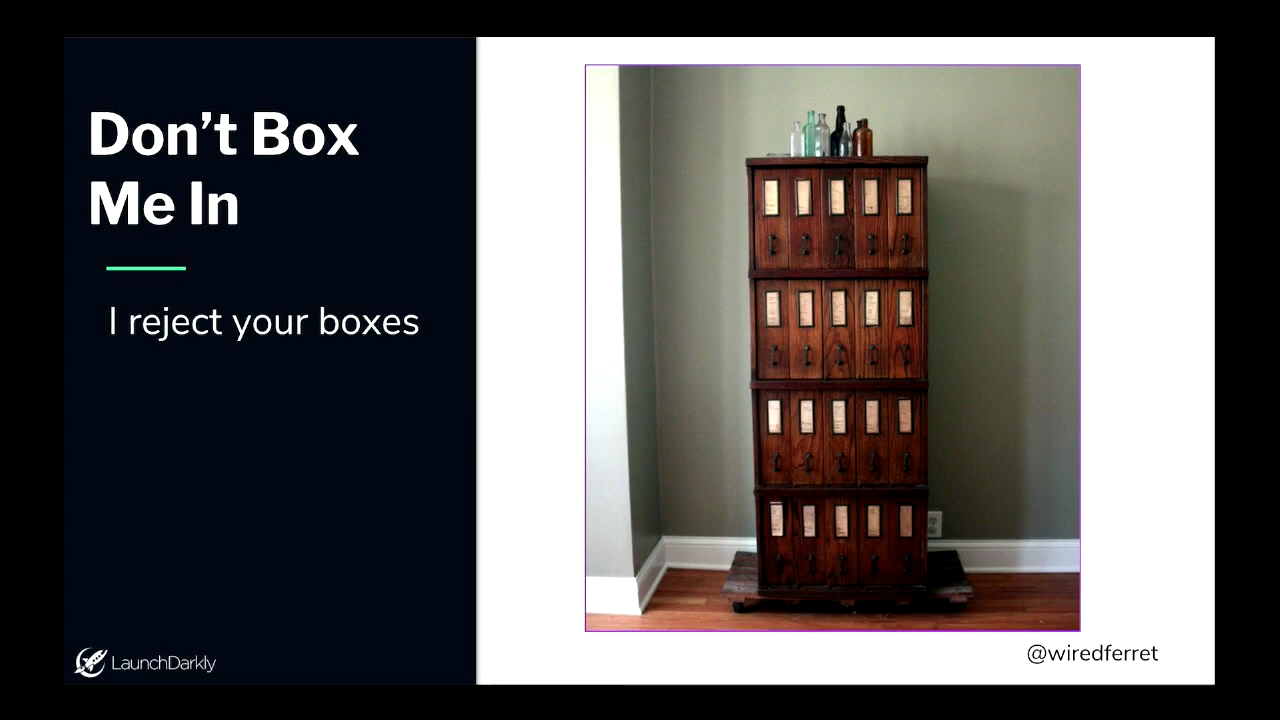 Don’t Box
Me In
I reject your boxes
LaunchDarkly
@wiredferret